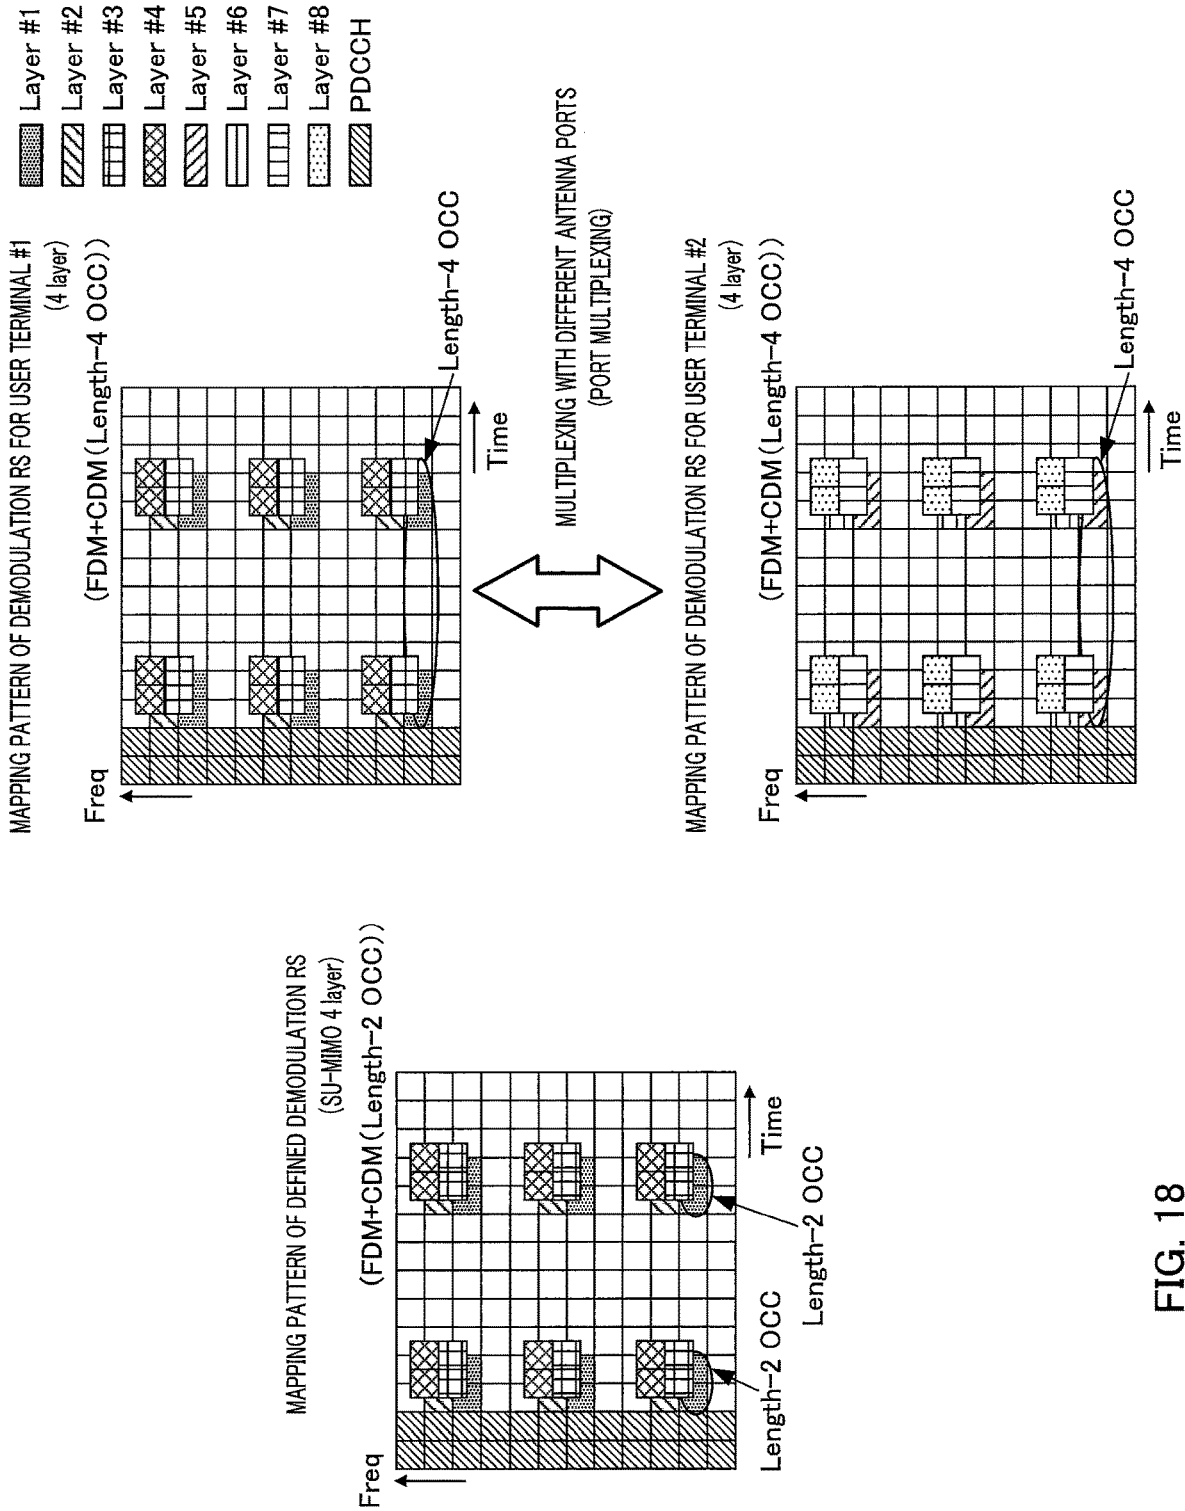 MAPPING PATTERN OF DEFINED DEMODULATION RS
(SU-MIMO 4 layer)
(FDM+CDM (Length-2 OCC))
Freq
Time
Length-2 OCC
Length-2 OCC
MAPPING PATTERN OF DEMODULATION RS FOR USER TERMINAL #1
(4 layer)
(FDM+CDM (Length-4 OCC))
Freq
Time
Length-4 OCC
MULTIPLEXING WITH DIFFERENT ANTENNA PORTS
(PORT MULTIPLEXING)
MAPPING PATTERN OF DEMODULATION RS FOR USER TERMINAL #2
(4 layer)
(FDM+CDM (Length-4 OCC))
Freq
Time
Length-4 OCC
Layer #1
Layer #2
Layer #3
Layer #4
Layer #5
Layer #6
Layer #7
Layer #8
PDCCH
FIG. 18